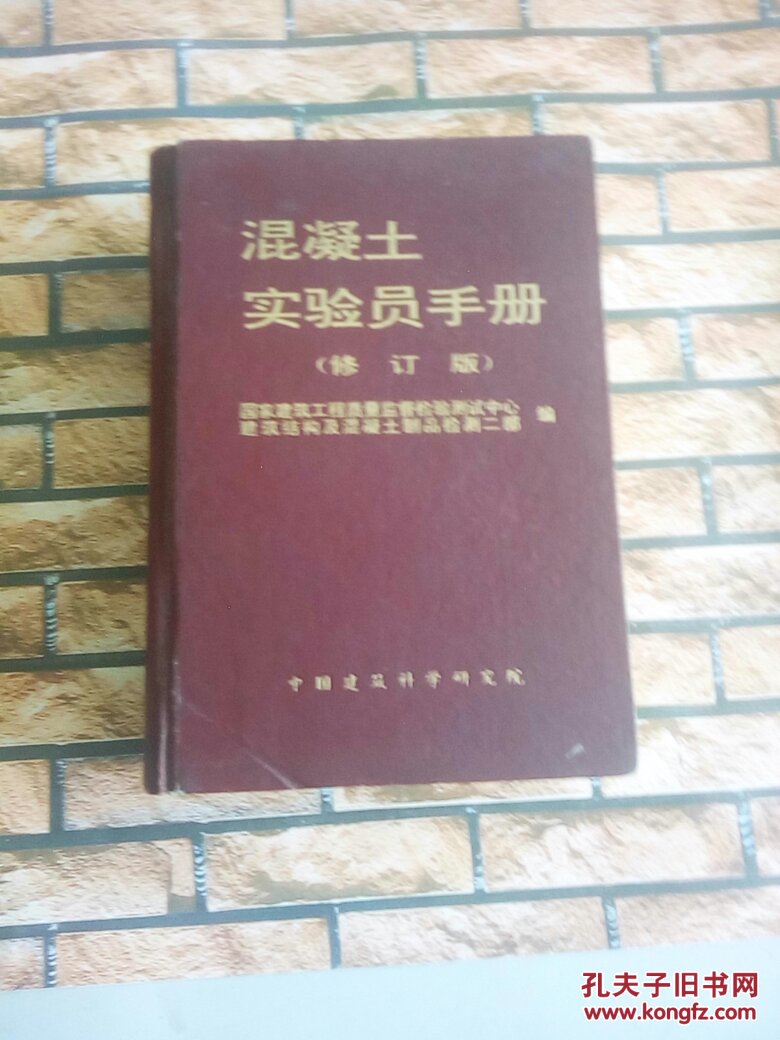 混凝土
实验员手册
（修订版）
国家建筑工程质量监督检验测试中心
建筑结构及混凝土制品检测二部 编
中国建筑科学研究院
孔夫子旧书网
www.kongfz.com